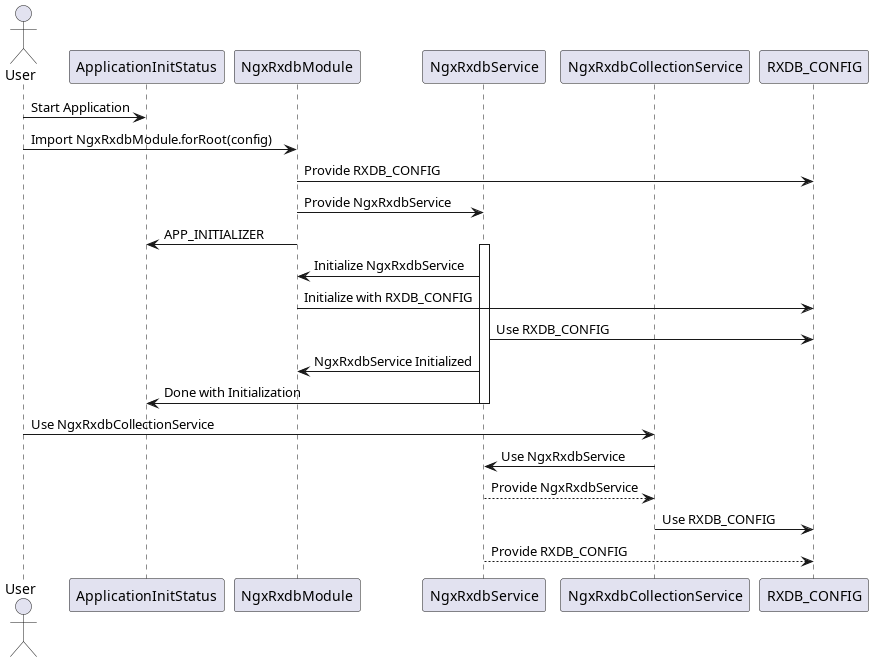 User
ApplicationInitStatus
NgxRxdbModule
NgxRxdbService
NgxRxdbCollectionService
RXDB_CONFIG
Start Application
Import NgxRxdbModule.forRoot(config)
Provide RXDB_CONFIG
Provide NgxRxdbService
APP_INITIALIZER
Initialize NgxRxdbService
Initialize with RXDB_CONFIG
Use RXDB_CONFIG
NgxRxdbService Initialized
Done with Initialization
Use NgxRxdbCollectionService
Use NgxRxdbService
Provide NgxRxdbService
Use RXDB_CONFIG
Provide RXDB_CONFIG
User
ApplicationInitStatus
NgxRxdbModule
NgxRxdbService
NgxRxdbCollectionService
RXDB_CONFIG